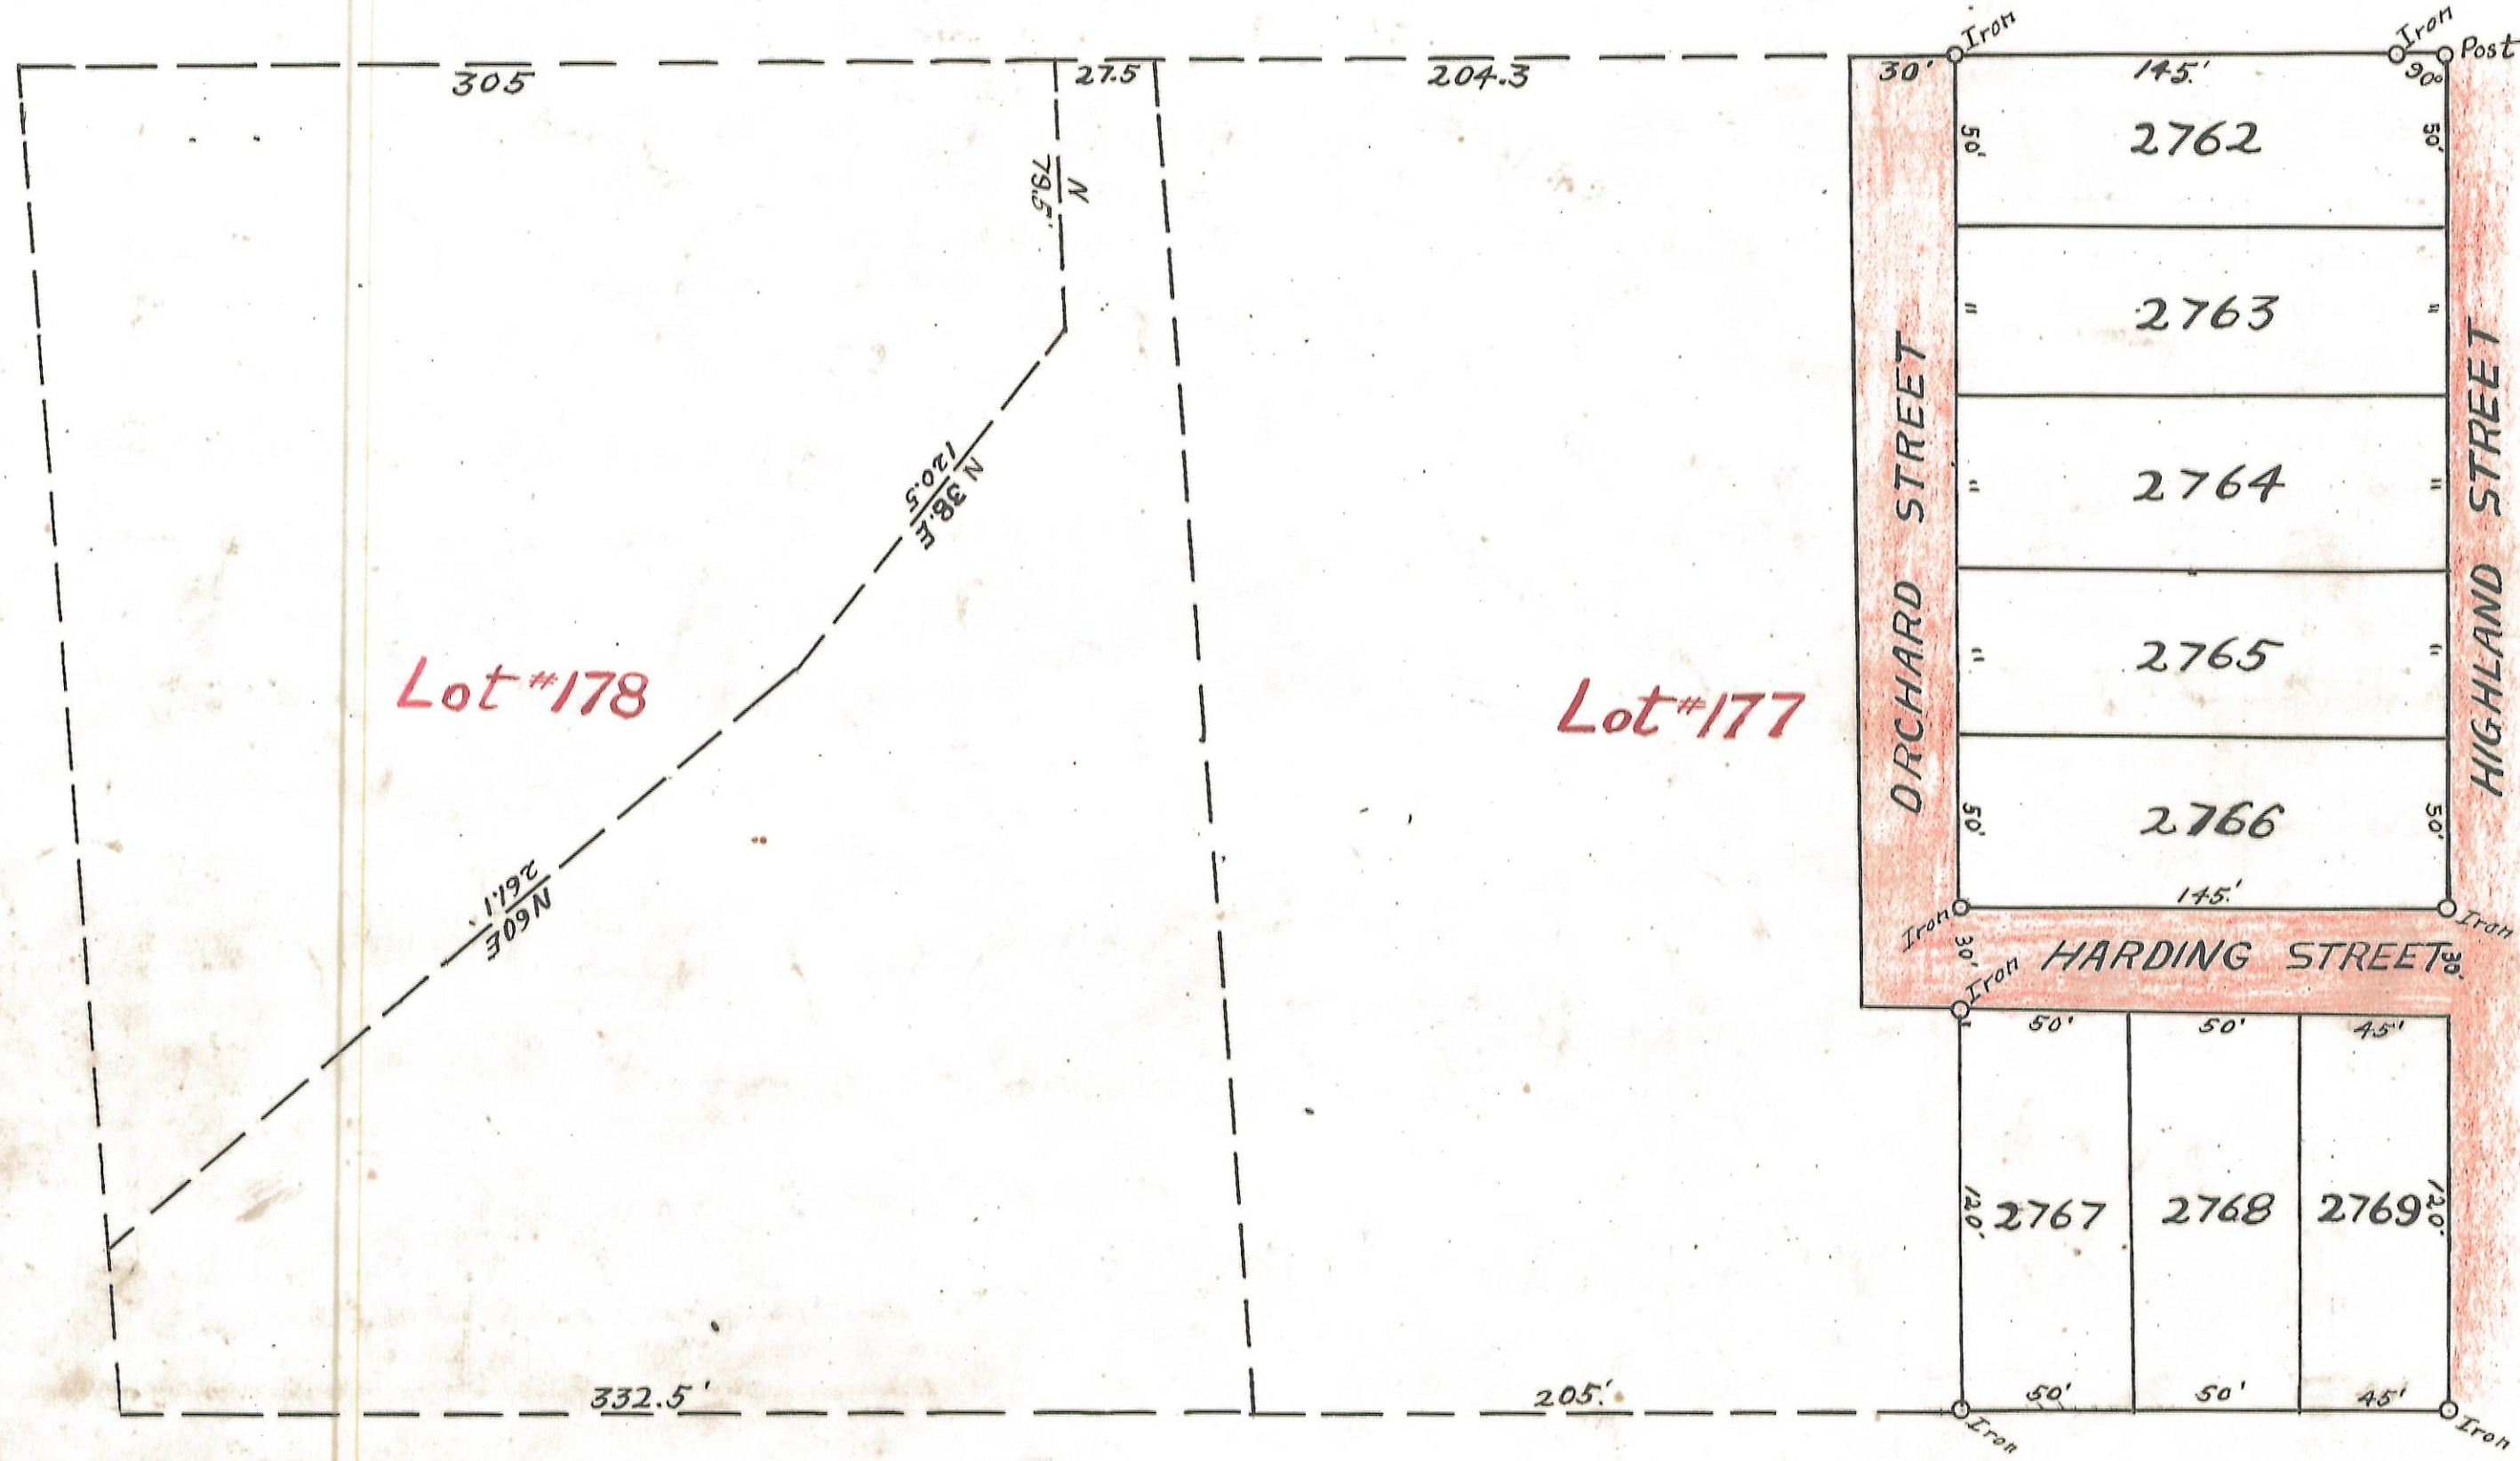 305
27.5
204.3
30'
Iron
145'
Iron
90°
Post
N
79.5'
50'
2762
50'
"
2763
"
N 38.E
120.5
"
2764
"
ORCHARD STREET
HIGHLAND STREET
Lot #178
Lot #177
"
2765
"
50'
2766
50'
N60E
261.1
145'
Iron
Iron
30'
HARDING STREET
30'
Iron
50'
50'
45'
120'
2767
2768
2769
120'
332.5'
205'
50'
50'
45'
Iron
Iron